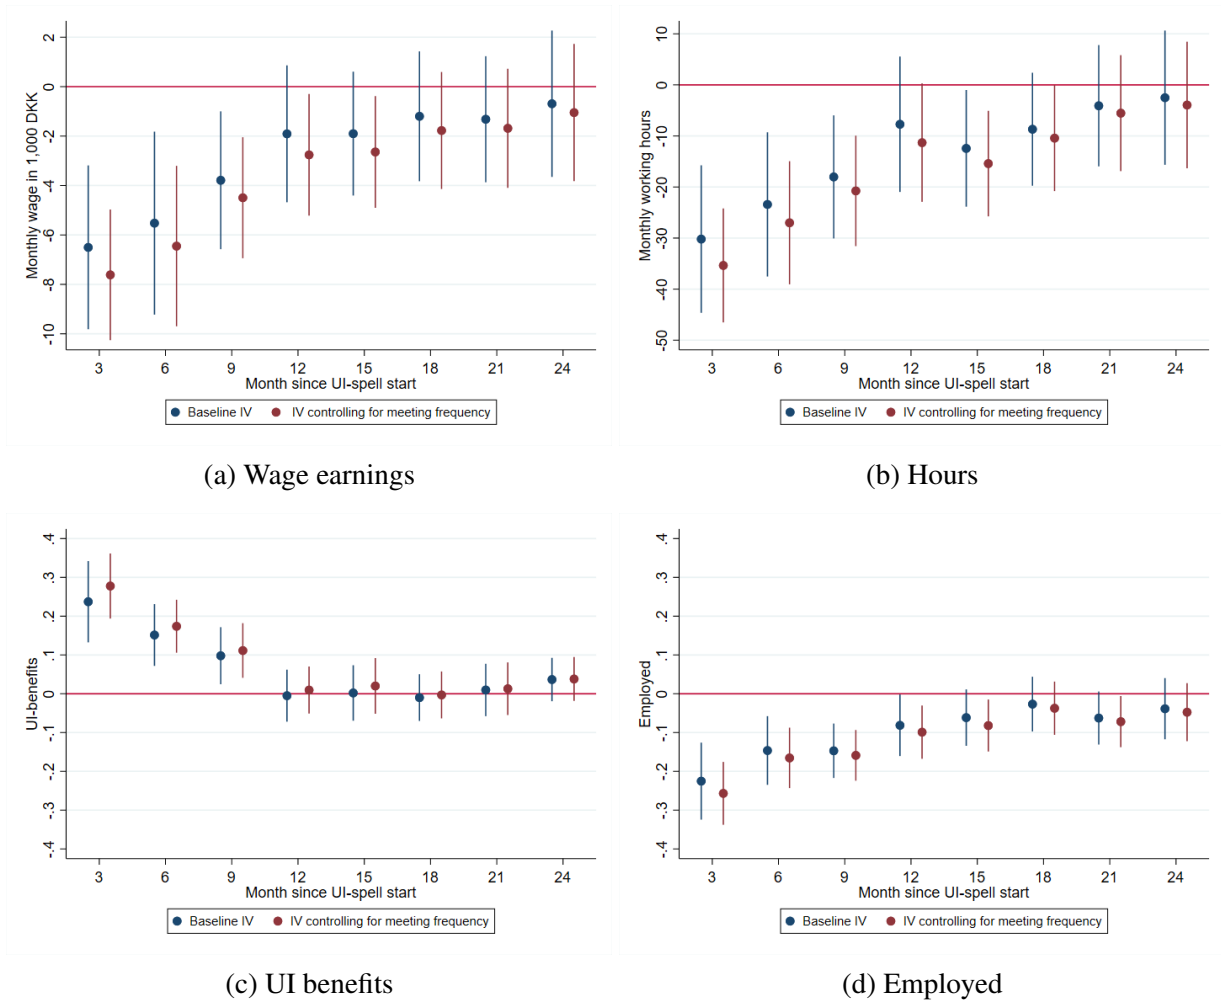 Monthly wage in 1,000 DKK
2
0
-2
-4
-6
-8
-10
3 6 9 12 15 18 21 24
Month since UI-spell start
Baseline IV IV controlling for meeting frequency
(a) Wage earnings
Monthly working hours
10
0
-10
-20
-30
-40
-50
3 6 9 12 15 18 21 24
Month since UI-spell start
Baseline IV IV controlling for meeting frequency
(b) Hours
UI-benefits
.4
.3
.2
.1
0
-.1
-.2
-.3
-.4
3 6 9 12 15 18 21 24
Month since UI-spell start
Baseline IV IV controlling for meeting frequency
(c) UI benefits
Employed
.4
.3
.2
.1
0
-.1
-.2
-.3
-.4
3 6 9 12 15 18 21 24
Month since UI-spell start
Baseline IV IV controlling for meeting frequency
(d) Employed